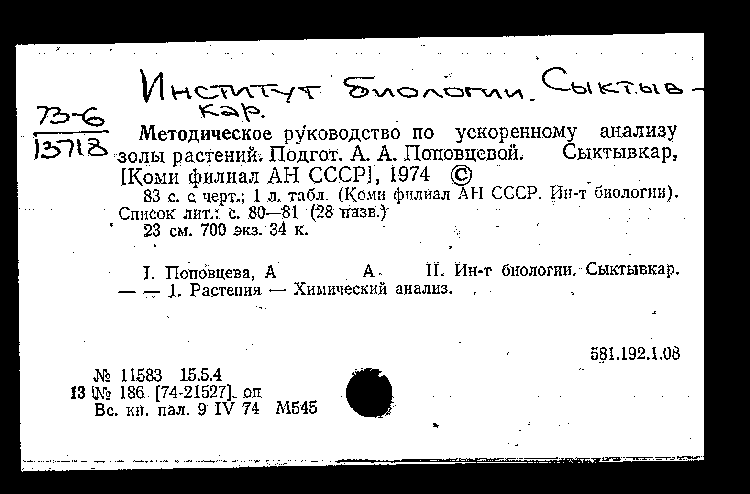 Институт биологии. Сыктыв-
кар.
73-6
13718
Методическое руководство по ускоренному анализу
золы растений. Подгот. А. А. Поповцевой. Сыктывкар,
[Коми филиал АН СССР], 1974 ©
83 с. с черт.; 1 л. табл. (Коми филиал АН СССР. Ин-т биологии).
Список лит.: с. 80—81 (28 назв.)
23 см. 700 экз. 34 к.
I. Поповцева, А А. II. Ин-т биологии. Сыктывкар.
— — 1. Растения — Химический анализ.
581.192.1.08
№ 11583 15.5.4
13 № 186 [74-21527] оп
Вс. кн. пал. 9 IV 74 М545